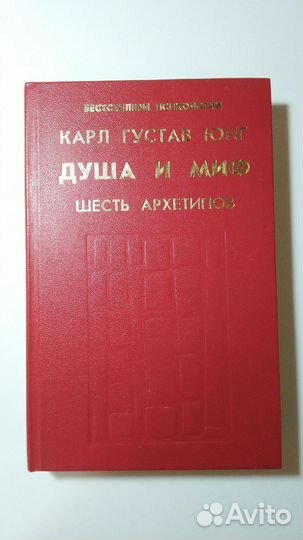 БЕСТСЕЛЛЕРЫ ПСИХОЛОГИИ
КАРЛ ГУСТАВ ЮНГ
ДУША И МИФ
ШЕСТЬ АРХЕТИПОВ
Avito